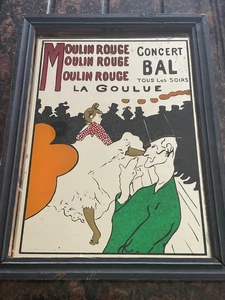 MOULIN ROUGE CONCERT
MOULIN ROUGE BAL
MOULIN ROUGE TOUS LES SOIRS
LA GOULUE